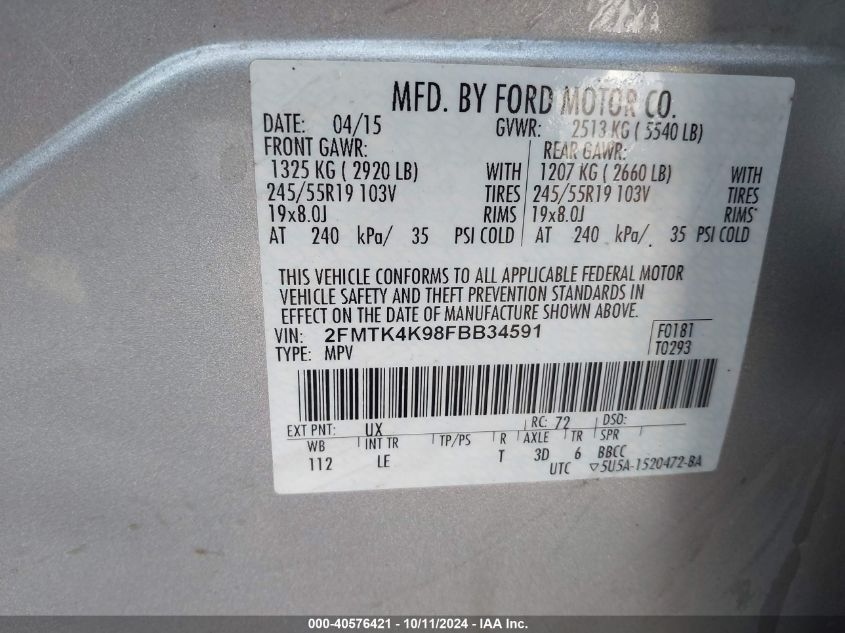 MFD. BY FORD MOTOR CO.
DATE: 04/15 GVWR: 2513 KG ( 5540 LB)
FRONT GAWR: REAR GAWR:
1325 KG ( 2920 LB) WITH 1207 KG ( 2660 LB) WITH
245/55R19 103V TIRES 245/55R19 103V TIRES
19x8.0J RIMS 19x8.0J RIMS
AT 240 kPa/ 35 PSI COLD AT 240 kPa/ 35 PSI COLD
THIS VEHICLE CONFORMS TO ALL APPLICABLE FEDERAL MOTOR
VEHICLE SAFETY AND THEFT PREVENTION STANDARDS IN
EFFECT ON THE DATE OF MANUFACTURE SHOWN ABOVE.
VIN: 2FMTK4K98FBB34591 F0181
TYPE: MPV T0293
EXT PNT: UX RC: 72 DSO:
WB INT TR TP/PS R AXLE TR SPR
112 LE T 3D 6 BBCC
UTC ▽5U5A-1520472-BA
000-40576421 - 10/11/2024 - IAA Inc.